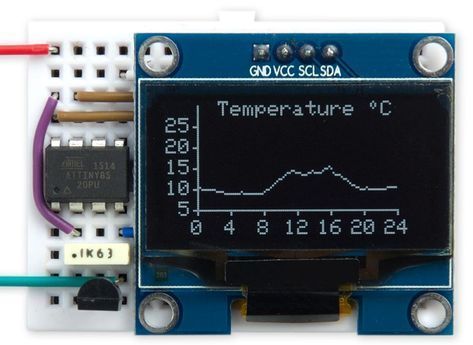 GND VCC SCL SDA
Temperature °C
25
20
15
10
5
0 4 8 12 16 20 24
ATMEL 1514
ATTINY85
20PU
.1K63